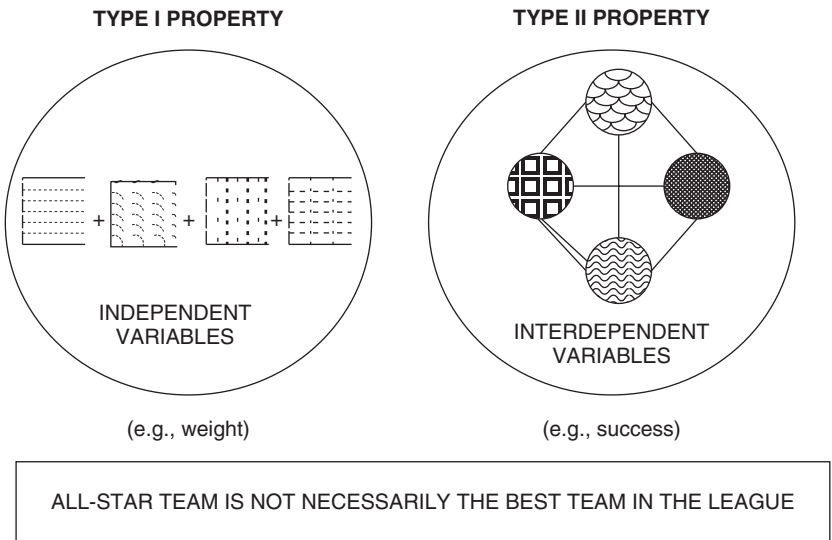 TYPE I PROPERTY
+ + +
INDEPENDENT
VARIABLES
(e.g., weight)
TYPE II PROPERTY
INTERDEPENDENT
VARIABLES
(e.g., success)
ALL-STAR TEAM IS NOT NECESSARILY THE BEST TEAM IN THE LEAGUE